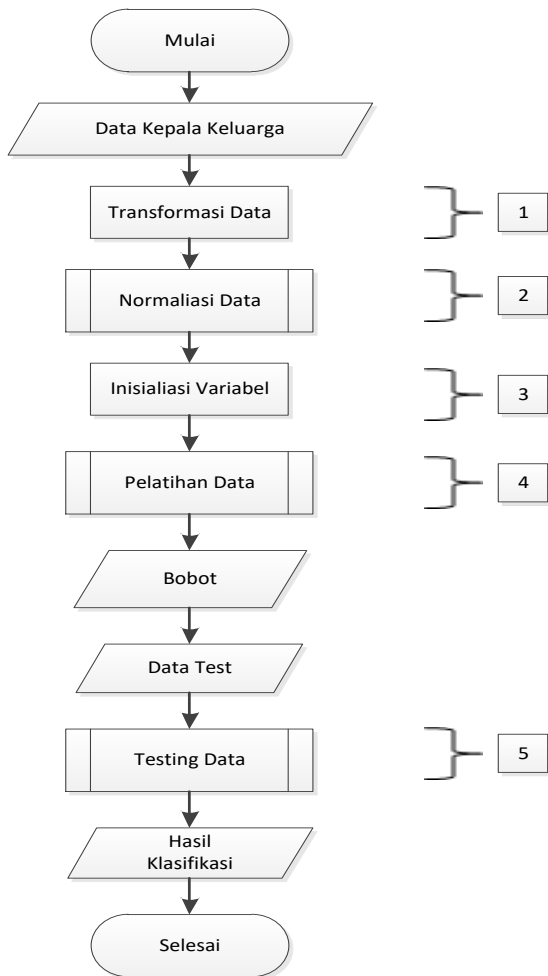 Mulai
Data Kepala Keluarga
Transformasi Data
1
Normaliasi Data
2
Inisialiasi Variabel
3
Pelatihan Data
4
Bobot
Data Test
Testing Data
5
Hasil
Klasifikasi
Selesai